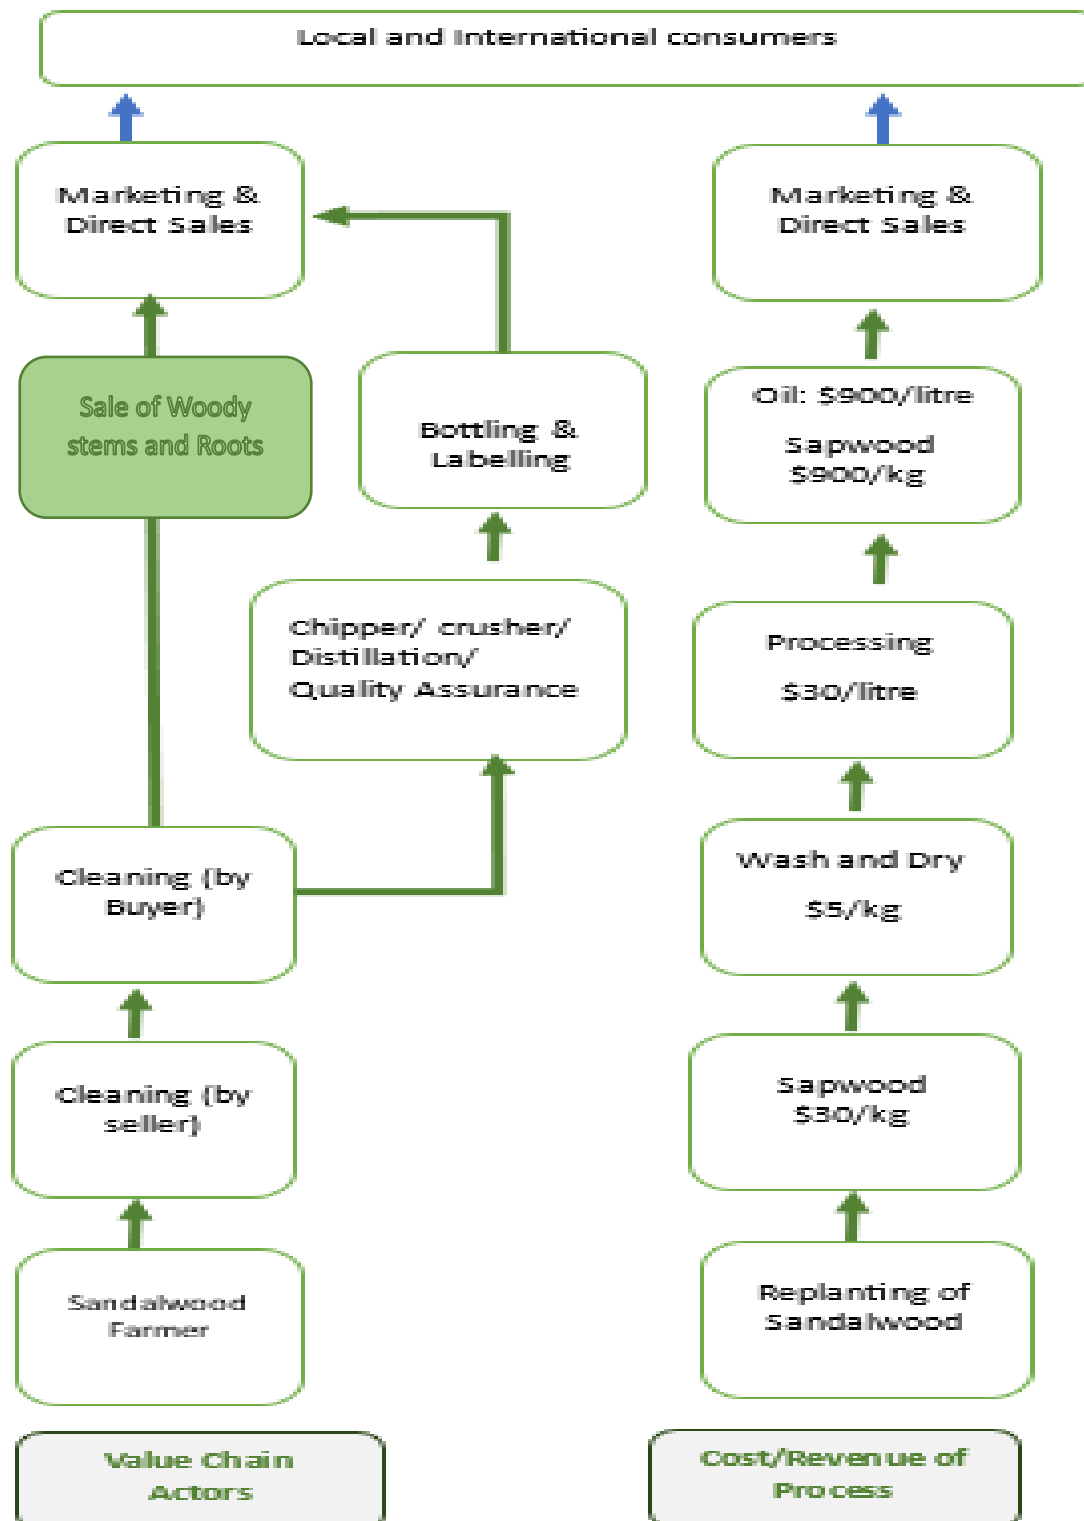 Local and International consumers
Marketing &
Direct Sales
Marketing &
Direct Sales
Sale of Woody
stems and Roots
Bottling &
Labelling
Oil: $900/litre
Sapwood
$900/kg
Chipper/ crusher/
Distillation/
Quality Assurance
Processing
$30/litre
Cleaning (by
Buyer)
Wash and Dry
$5/kg
Cleaning (by
seller)
Sapwood
$30/kg
Sandalwood
Farmer
Replanting of
Sandalwood
Value Chain
Actors
Cost/Revenue of
Process